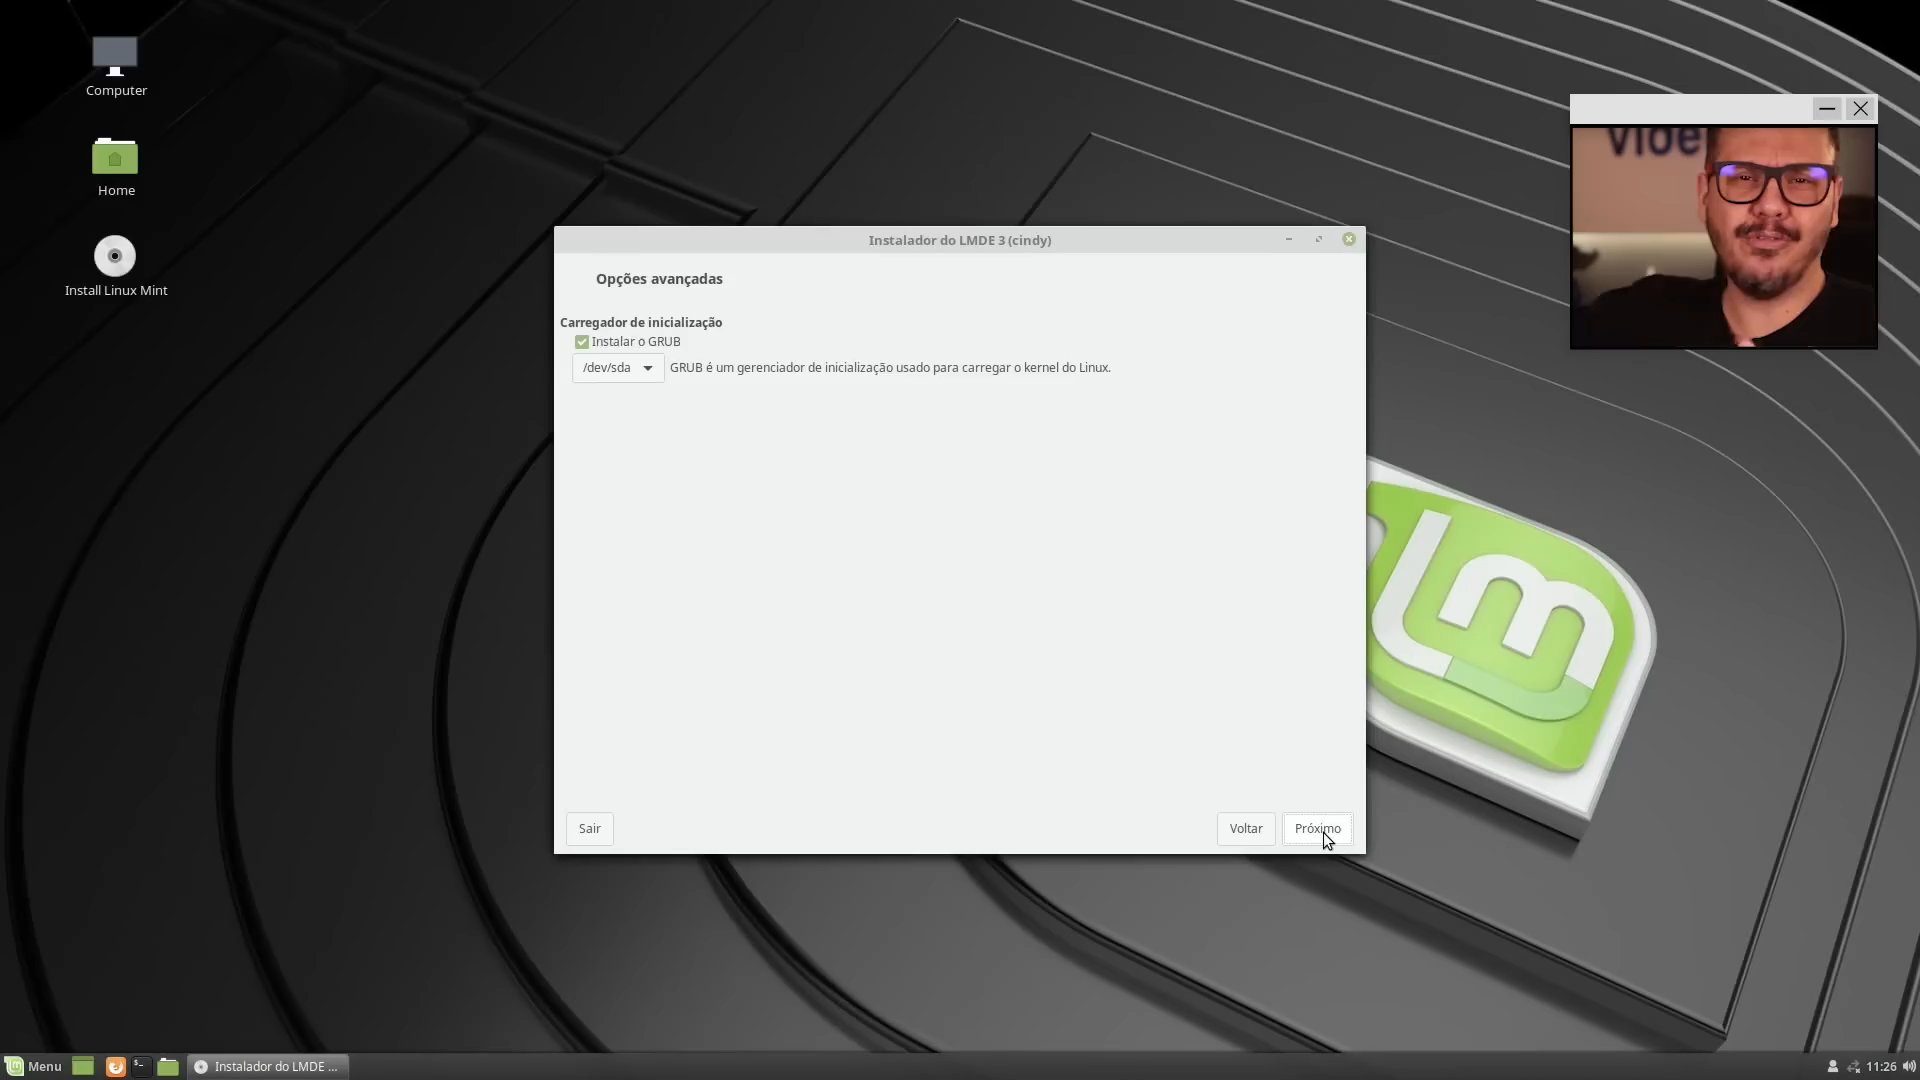 Computer
Home
Install Linux Mint
Vide
Instalador do LMDE 3 (cindy)
Opções avançadas
Carregador de inicialização
Instalar o GRUB
/dev/sda
GRUB é um gerenciador de inicialização usado para carregar o kernel do Linux.
Sair
Voltar
Próximo
lm
Menu
Instalador do LMDE ...
11:26